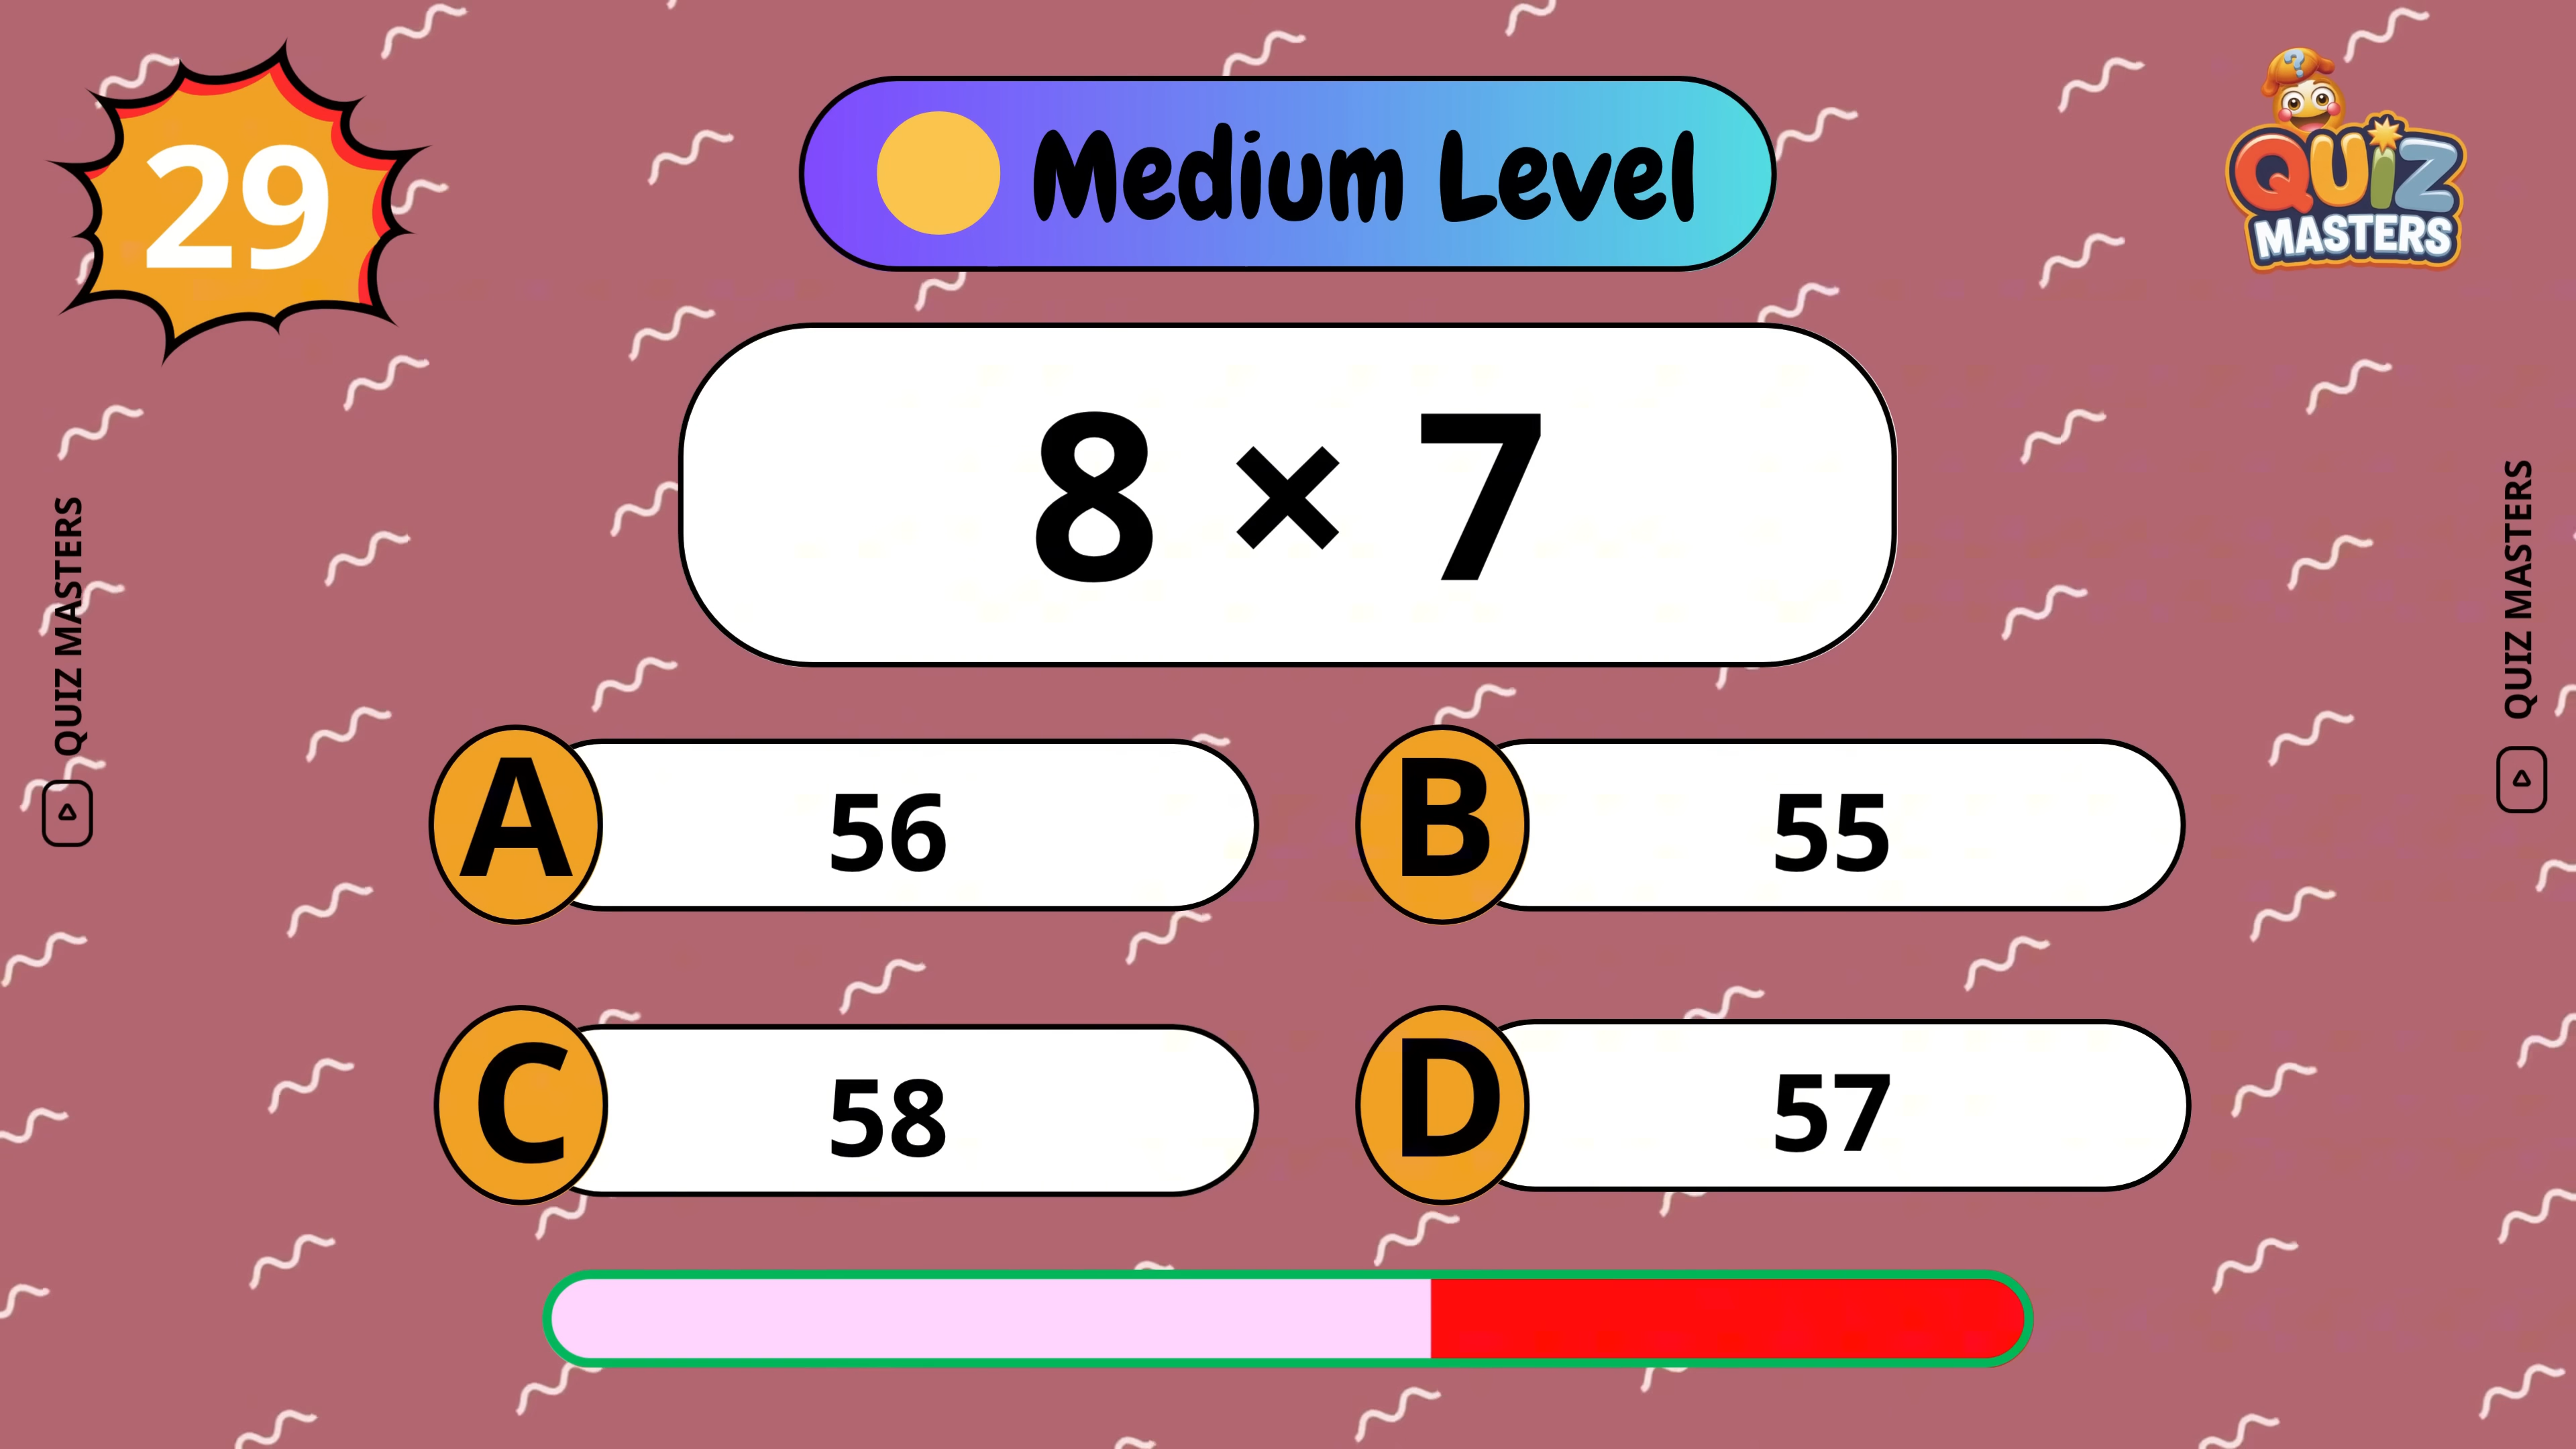 29
Medium Level
?
QUIZ
MASTERS
8 × 7
QUIZ MASTERS
QUIZ MASTERS
A
56
B
55
C
58
D
57